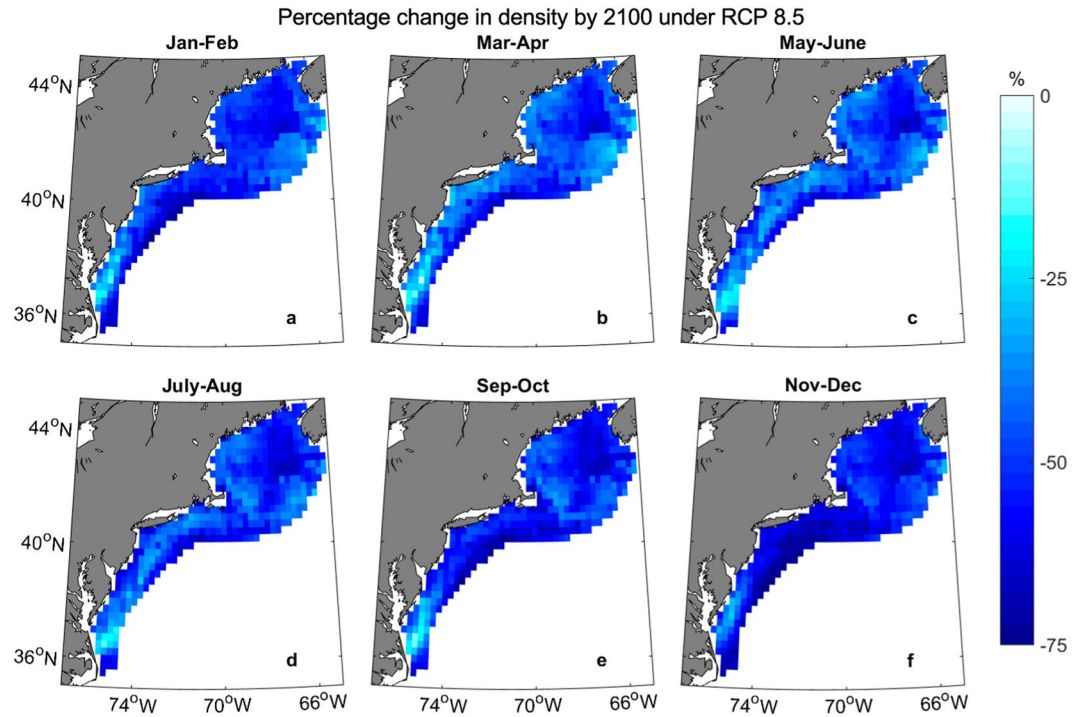 Percentage change in density by 2100 under RCP 8.5
Jan-Feb Mar-Apr May-June
44°N
40°N
36°N
a b c
%
0
-25
-50
-75
July-Aug Sep-Oct Nov-Dec
44°N
40°N
36°N
d e f
74°W 70°W 66°W 74°W 70°W 66°W 74°W 70°W 66°W